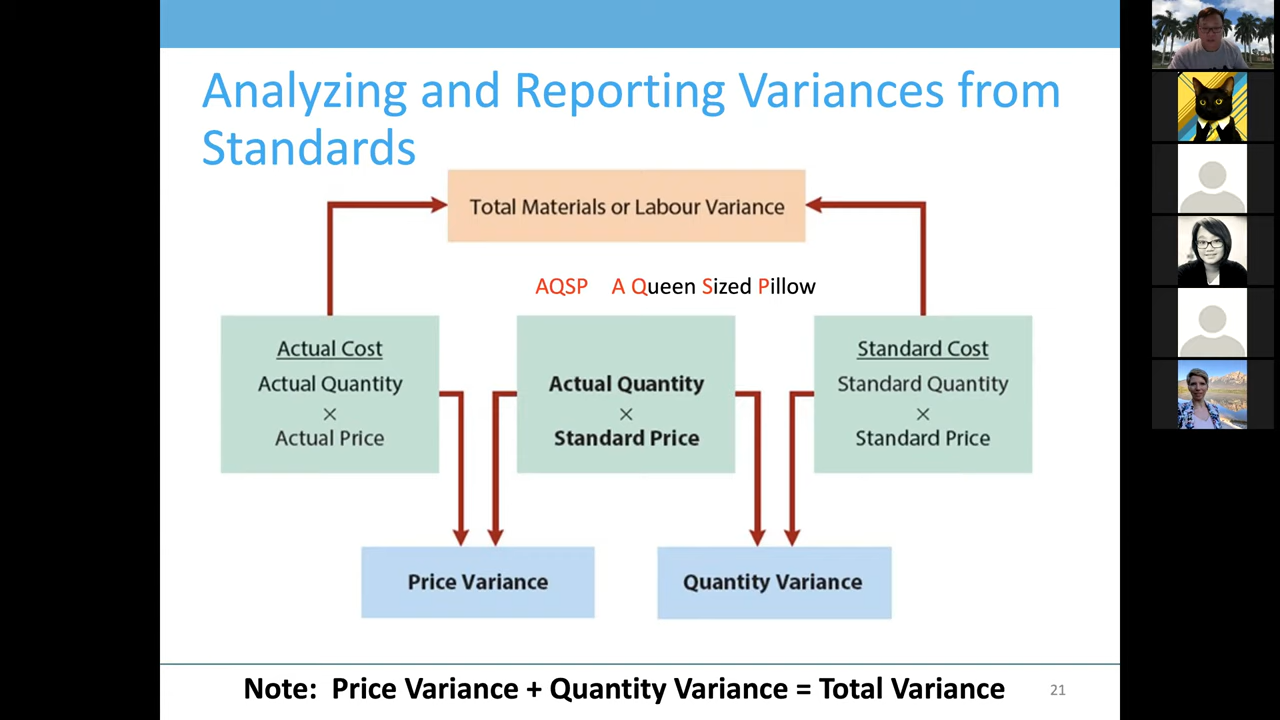 Analyzing and Reporting Variances from
Standards
Total Materials or Labour Variance
AQSP A Queen Sized Pillow
Actual Cost
Actual Quantity
×
Actual Price
Actual Quantity
×
Standard Price
Standard Cost
Standard Quantity
×
Standard Price
Price Variance
Quantity Variance
Note: Price Variance + Quantity Variance = Total Variance
21